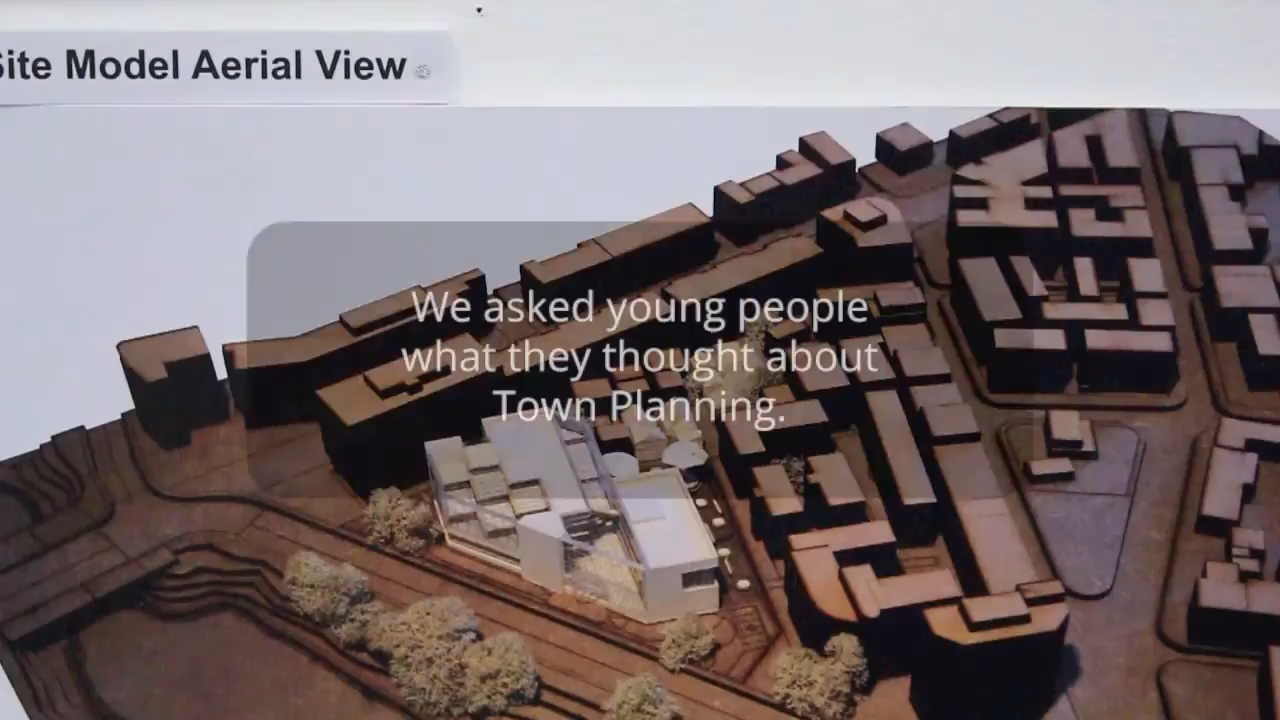 Site Model Aerial View
We asked young people
what they thought about
Town Planning.